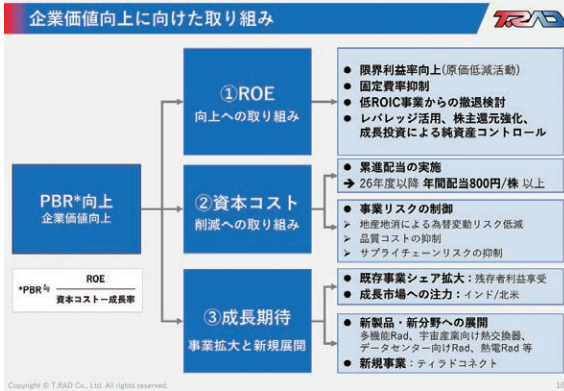 企業価値向上に向けた取り組み
T.RAD
PBR*向上
企業価値向上
*PBR≒
ROE
資本コスト－成長率
①ROE
向上への取り組み
● 限界利益率向上(原価低減活動)
● 固定費率抑制
● 低ROIC事業からの撤退検討
● レバレッジ活用、株主還元強化、
成長投資による純資産コントロール
②資本コスト
削減への取り組み
● 累進配当の実施
➔ 26年度以降 年間配当800円/株 以上
● 事業リスクの制御
➢ 地産地消による為替変動リスク低減
➢ 品質コストの抑制
➢ サプライチェーンリスクの抑制
③成長期待
事業拡大と新規展開
● 既存事業シェア拡大：残存者利益享受
● 成長市場への注力：インド/北米
● 新製品・新分野への展開
多機能Rad、宇宙産業向け熱交換器、
データセンター向けRad、熱電Rad 等
● 新規事業：ティラドコネクト
Copyright © T.RAD Co., Ltd. All rights reserved.
16